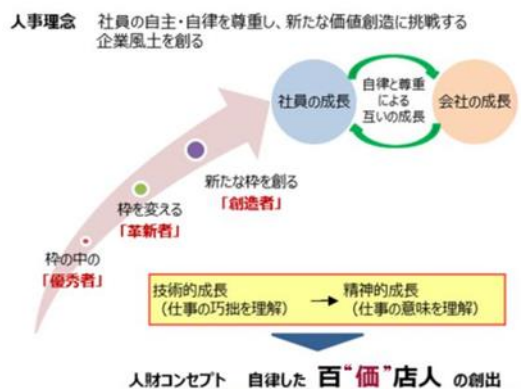 人事理念　社員の自主・自律を尊重し、新たな価値創造に挑戦する
企業風土を創る
社員の成長
自律と尊重
による
互いの成長
会社の成長
新たな枠を創る
「創造者」
枠を変える
「革新者」
枠の中の
「優秀者」
技術的成長
（仕事の巧拙を理解）
→
精神的成長
（仕事の意味を理解）
人財コンセプト　自律した 百“価”店人 の創出